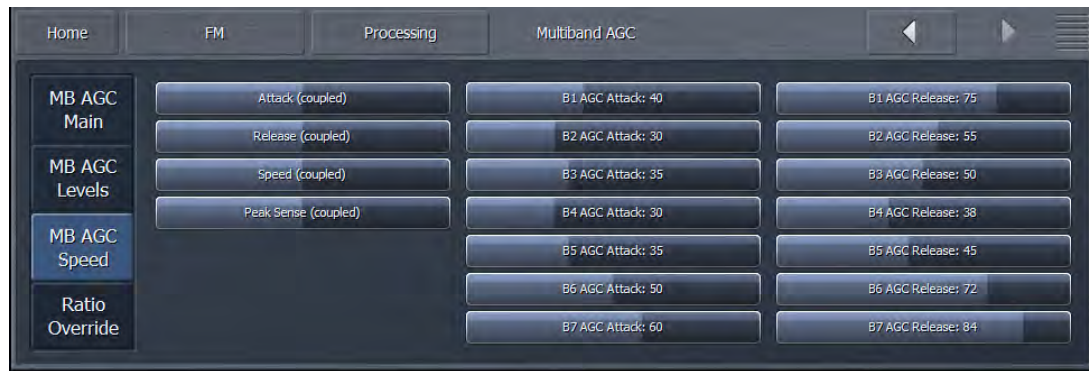 Home
FM
Processing
Multiband AGC
MB AGC
Main
MB AGC
Levels
MB AGC
Speed
Ratio
Override
Attack (coupled)
Release (coupled)
Speed (coupled)
Peak Sense (coupled)
B1 AGC Attack: 40
B2 AGC Attack: 30
B3 AGC Attack: 35
B4 AGC Attack: 30
B5 AGC Attack: 35
B6 AGC Attack: 50
B7 AGC Attack: 60
B1 AGC Release: 75
B2 AGC Release: 55
B3 AGC Release: 50
B4 AGC Release: 38
B5 AGC Release: 45
B6 AGC Release: 72
B7 AGC Release: 84